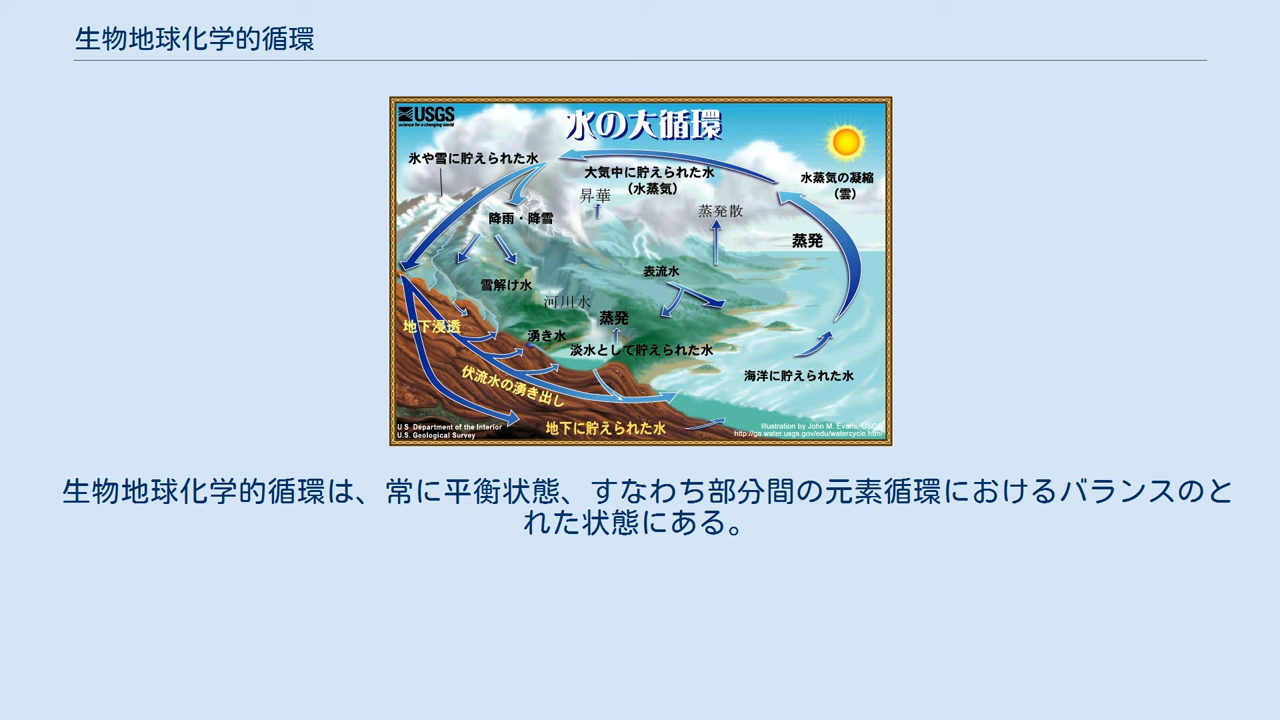 生物地球化学的循環
USGS
science for a changing world
水の大循環
氷や雪に貯えられた水
大気中に貯えられた水
（水蒸気）
水蒸気の凝縮
（雲）
昇華
降雨・降雪
蒸発散
蒸発
表流水
雪解け水
河川水
地下浸透
蒸発
湧き水
淡水として貯えられた水
伏流水の湧き出し
海洋に貯えられた水
地下に貯えられた水
U S Department of the Interior
U.S. Geological Survey
Illustration by John M. Evans, USGS
http://ga.water.usgs.gov/edu/watercycle.html
生物地球化学的循環は、常に平衡状態、すなわち部分間の元素循環におけるバランスのと
れた状態にある。